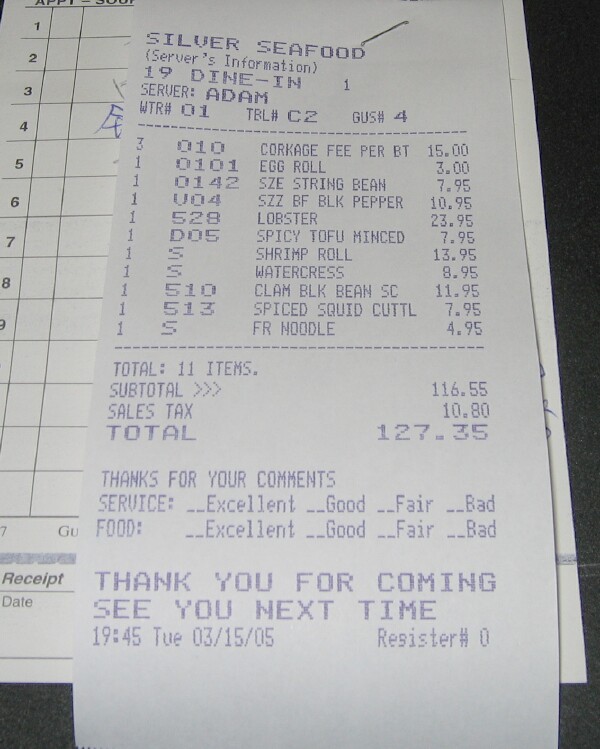 APPT – SOUP
1
2
3
4
5
6
7
8
9
SILVER SEAFOOD
(Server's Information)
19 DINE-IN 1
SERVER: ADAM
WTR# 01 TBL# C2 GUS# 4
3 010 CORKAGE FEE PER BT 15.00
1 0101 EGG ROLL 3.00
1 0142 SZE STRING BEAN 7.95
1 V04 SZZ BF BLK PEPPER 10.95
1 528 LOBSTER 23.95
1 D05 SPICY TOFU MINCED 7.95
1 S SHRIMP ROLL 13.95
1 S WATERCRESS 8.95
1 510 CLAM BLK BEAN SC 11.95
1 513 SPICED SQUID CUTTL 7.95
1 S FR NOODLE 4.95
TOTAL: 11 ITEMS.
SUBTOTAL >>> 116.55
SALES TAX 10.80
TOTAL 127.35
THANKS FOR YOUR COMMENTS
SERVICE: __Excellent __Good __Fair __Bad
FOOD: __Excellent __Good __Fair __Bad
THANK YOU FOR COMING
SEE YOU NEXT TIME
19:45 Tue 03/15/05 Register# 0
7 Gu
Receipt
Date